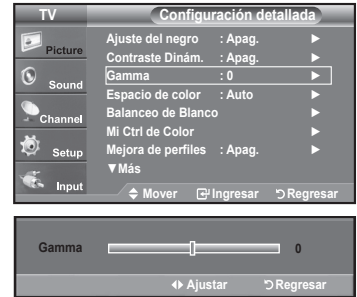 TV Configuración detallada
Picture
Sound
Channel
Setup
Input
Ajuste del negro : Apag. ►
Contraste Dinám. : Apag. ►
Gamma : 0 ►
Espacio de color : Auto ►
Balanceo de Blanco ►
Mi Ctrl de Color ►
Mejora de perfiles : Apag. ►
▼Más
Mover Ingresar Regresar
Gamma 0
Ajustar Regresar